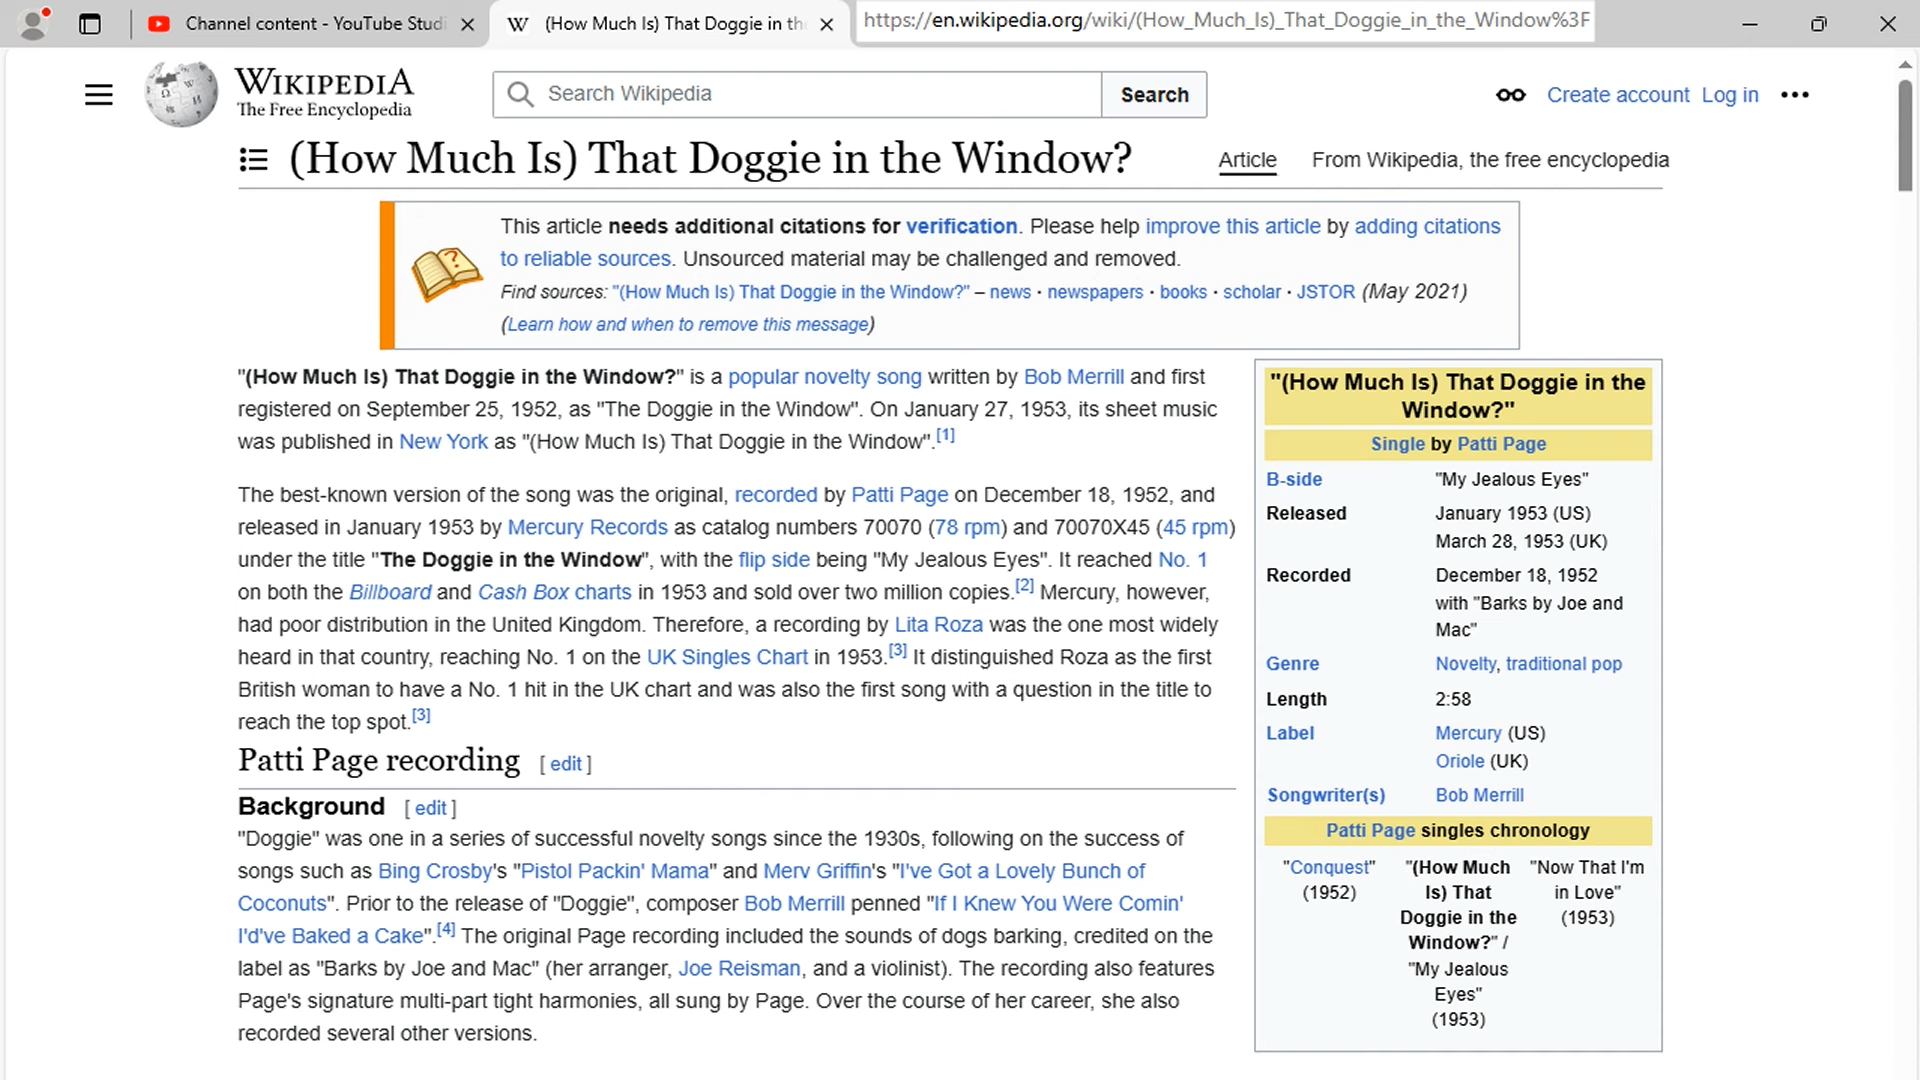 Channel content - YouTube Studi
(How Much Is) That Doggie in th
https://en.wikipedia.org/wiki/(How_Much_Is)_That_Doggie_in_the_Window%3F
WIKIPEDIA
The Free Encyclopedia
Search Wikipedia
Search
Create account
Log in
(How Much Is) That Doggie in the Window?
Article
From Wikipedia, the free encyclopedia
This article needs additional citations for verification. Please help improve this article by adding citations
to reliable sources. Unsourced material may be challenged and removed.
Find sources: "(How Much Is) That Doggie in the Window?" – news · newspapers · books · scholar · JSTOR (May 2021)
(Learn how and when to remove this message)
"(How Much Is) That Doggie in the Window?" is a popular novelty song written by Bob Merrill and first
registered on September 25, 1952, as "The Doggie in the Window". On January 27, 1953, its sheet music
was published in New York as "(How Much Is) That Doggie in the Window".[1]
The best-known version of the song was the original, recorded by Patti Page on December 18, 1952, and
released in January 1953 by Mercury Records as catalog numbers 70070 (78 rpm) and 70070X45 (45 rpm)
under the title "The Doggie in the Window", with the flip side being "My Jealous Eyes". It reached No. 1
on both the Billboard and Cash Box charts in 1953 and sold over two million copies.[2] Mercury, however,
had poor distribution in the United Kingdom. Therefore, a recording by Lita Roza was the one most widely
heard in that country, reaching No. 1 on the UK Singles Chart in 1953.[3] It distinguished Roza as the first
British woman to have a No. 1 hit in the UK chart and was also the first song with a question in the title to
reach the top spot.[3]
Patti Page recording [ edit ]
Background [ edit ]
"Doggie" was one in a series of successful novelty songs since the 1930s, following on the success of
songs such as Bing Crosby's "Pistol Packin' Mama" and Merv Griffin's "I've Got a Lovely Bunch of
Coconuts". Prior to the release of "Doggie", composer Bob Merrill penned "If I Knew You Were Comin'
I'd've Baked a Cake".[4] The original Page recording included the sounds of dogs barking, credited on the
label as "Barks by Joe and Mac" (her arranger, Joe Reisman, and a violinist). The recording also features
Page's signature multi-part tight harmonies, all sung by Page. Over the course of her career, she also
recorded several other versions.
"(How Much Is) That Doggie in the
Window?"
Single by Patti Page
B-side "My Jealous Eyes"
Released January 1953 (US)
March 28, 1953 (UK)
Recorded December 18, 1952
with "Barks by Joe and
Mac"
Genre Novelty, traditional pop
Length 2:58
Label Mercury (US)
Oriole (UK)
Songwriter(s) Bob Merrill
Patti Page singles chronology
"Conquest"
(1952)
"(How Much
Is) That
Doggie in the
Window?" /
"My Jealous
Eyes"
(1953)
"Now That I'm
in Love"
(1953)